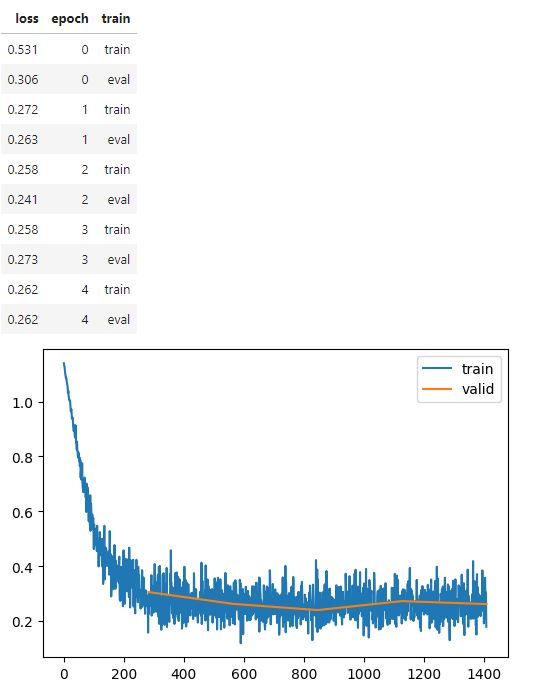 loss epoch train
0.531 0 train
0.306 0 eval
0.272 1 train
0.263 1 eval
0.258 2 train
0.241 2 eval
0.258 3 train
0.273 3 eval
0.262 4 train
0.262 4 eval
train
valid
1.0
0.8
0.6
0.4
0.2
0 200 400 600 800 1000 1200 1400